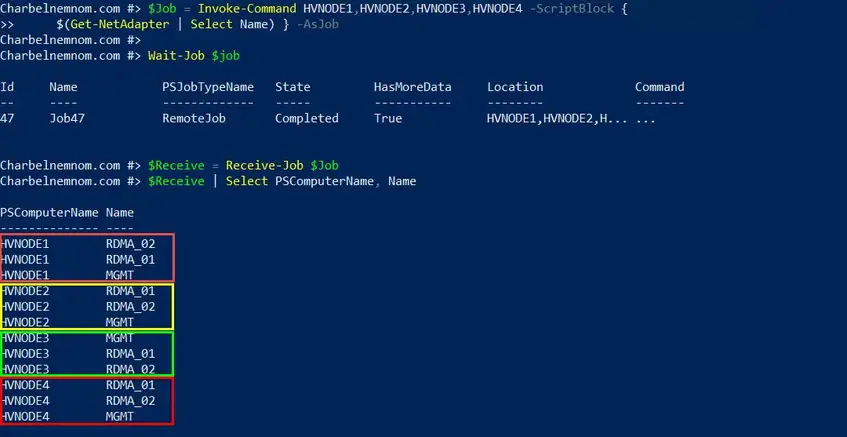 Charbelnemnom.com #> $Job = Invoke-Command HVNODE1,HVNODE2,HVNODE3,HVNODE4 -ScriptBlock {
>>      $(Get-NetAdapter | Select Name) } -AsJob
Charbelnemnom.com #>
Charbelnemnom.com #> Wait-Job $job
Id     Name            PSJobTypeName   State         HasMoreData     Location             Command
--     ----            -------------   -----         -----------     --------             -------
47     Job47           RemoteJob       Completed     True            HVNODE1,HVNODE2,H... ...
Charbelnemnom.com #> $Receive = Receive-Job $Job
Charbelnemnom.com #> $Receive | Select PSComputerName, Name
PSComputerName Name
-------------- ----
HVNODE1        RDMA_02
HVNODE1        RDMA_01
HVNODE1        MGMT
HVNODE2        RDMA_01
HVNODE2        RDMA_02
HVNODE2        MGMT
HVNODE3        MGMT
HVNODE3        RDMA_01
HVNODE3        RDMA_02
HVNODE4        RDMA_01
HVNODE4        RDMA_02
HVNODE4        MGMT